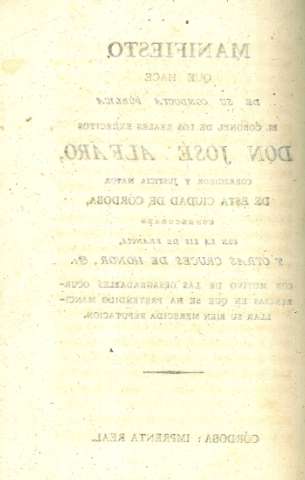 MANIFIESTO
QUE HACE
DE SU CONDUCTA PÚBLICA
EL CORONEL DE LOS REALES EXÉRCITOS
DON JOSÉ ALFARO,
CORREGIDOR Y JUSTICIA MAYOR
DE ESTA CIUDAD DE CÓRDOBA,
CONDECORADO
CON LA LIS DE FRANCIA,
Y OTRAS CRUCES DE HONOR, &a.
CON MOTIVO DE LAS DESAGRADABLES OCUR-
RENCIAS EN QUE SE HA PRETENDIDO MANCI-
LLAR SU BIEN MERECIDA REPUTACION.
CÓRDOBA: IMPRENTA REAL.